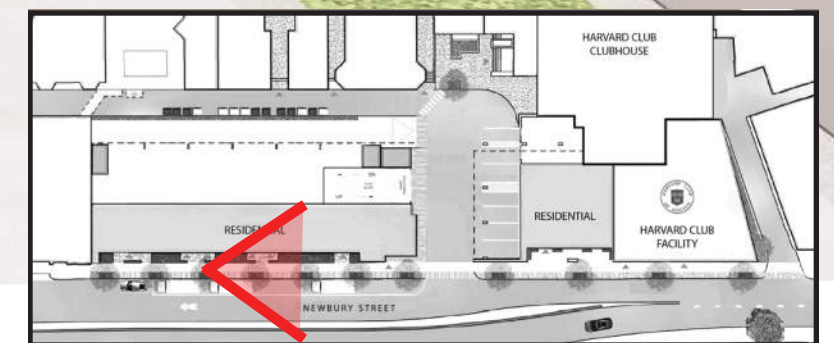 HARVARD CLUB
CLUBHOUSE
RESIDENTIAL
RESIDENTIAL
HARVARD CLUB
FACILITY
NEWBURY STREET